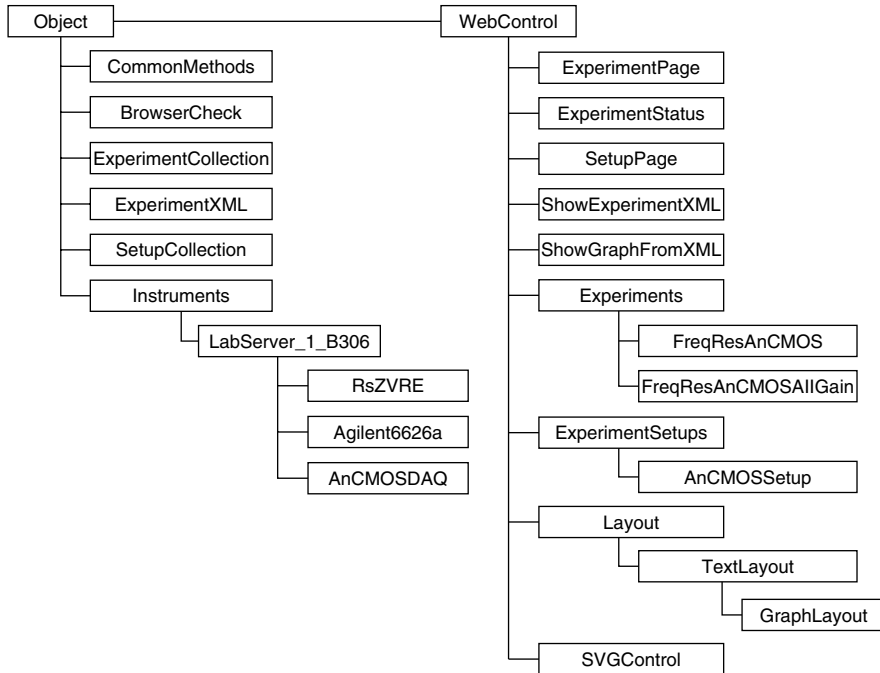 Object
WebControl
CommonMethods
BrowserCheck
ExperimentCollection
ExperimentXML
SetupCollection
Instruments
LabServer_1_B306
RsZVRE
Agilent6626a
AnCMOSDAQ
ExperimentPage
ExperimentStatus
SetupPage
ShowExperimentXML
ShowGraphFromXML
Experiments
FreqResAnCMOS
FreqResAnCMOSAllGain
ExperimentSetups
AnCMOSSetup
Layout
TextLayout
GraphLayout
SVGControl